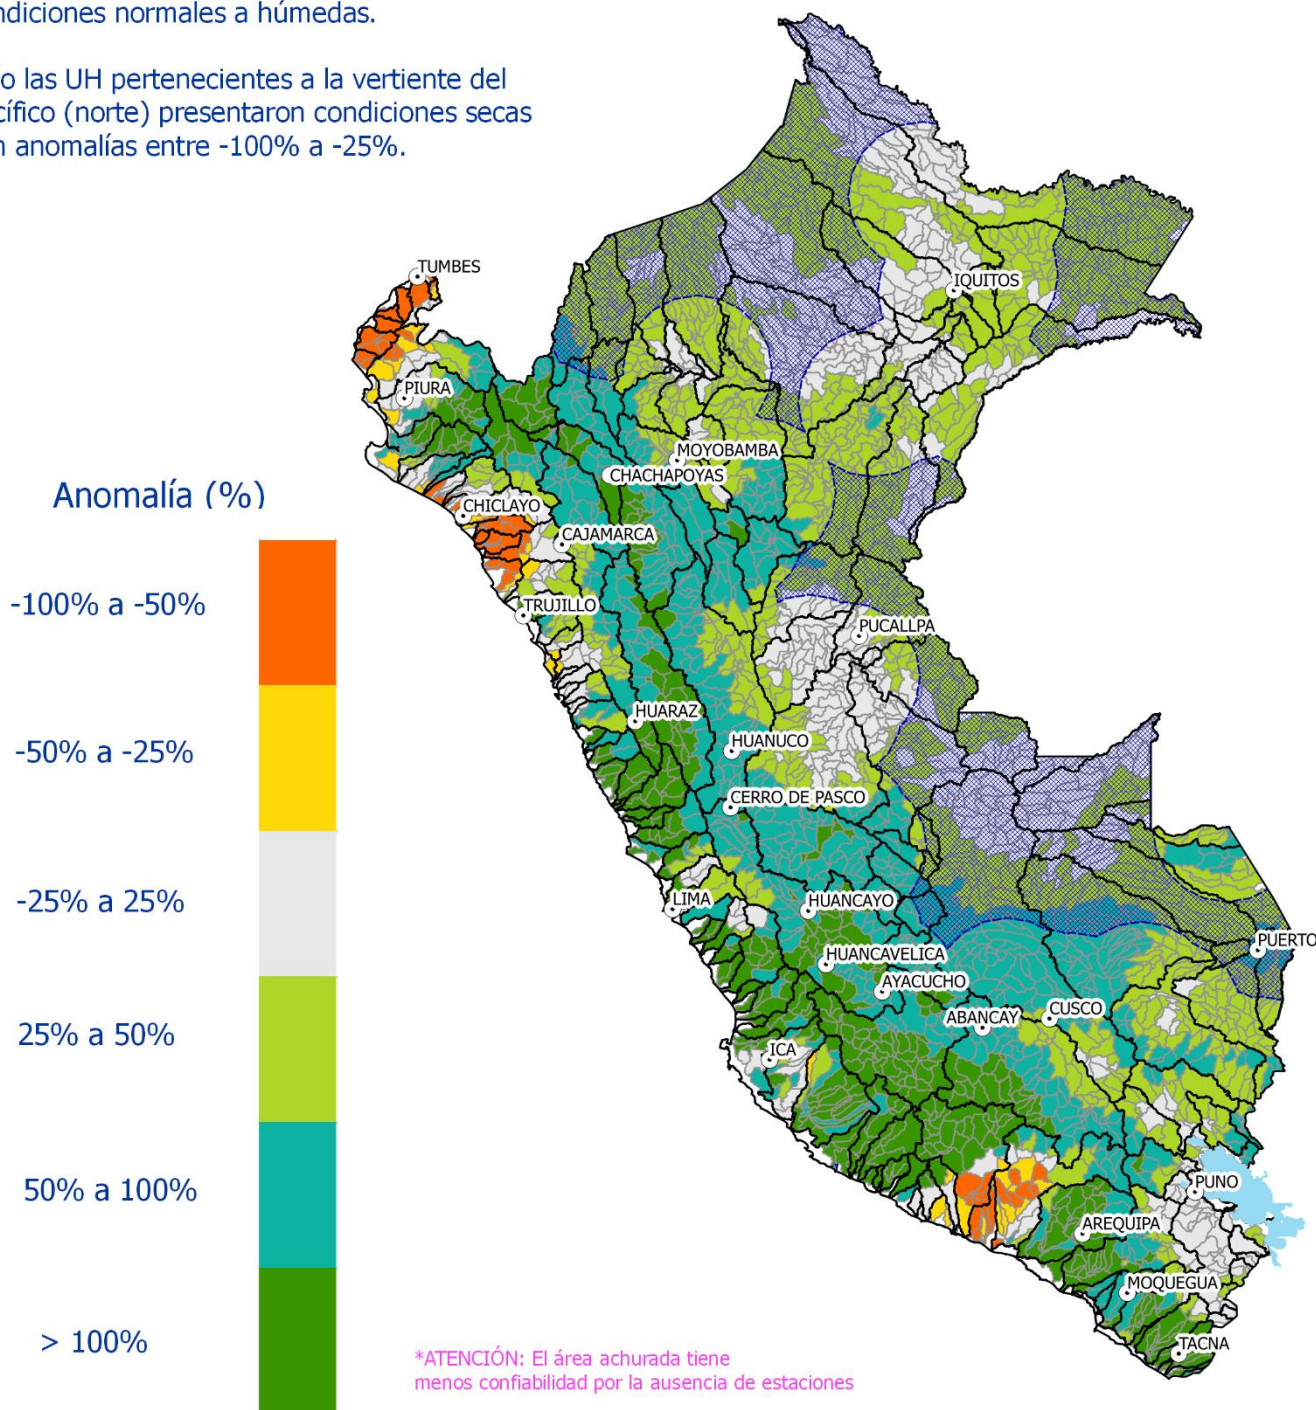 ndiciones normales a húmedas.
o las UH pertenecientes a la vertiente del
cífico (norte) presentaron condiciones secas
n anomalías entre -100% a -25%.
TUMBES
IQUITOS
PIURA
MOYOBAMBA
CHACHAPOYAS
Anomalía (%)
CHICLAYO
CAJAMARCA
-100% a -50%
TRUJILLO
PUCALLPA
HUARAZ
-50% a -25%
HUANUCO
CERRO DE PASCO
-25% a 25%
LIMA
HUANCAYO
PUERTO
HUANCAVELICA
AYACUCHO
ABANCAY
CUSCO
25% a 50%
ICA
50% a 100%
PUNO
AREQUIPA
MOQUEGUA
> 100%
TACNA
*ATENCIÓN: El área achurada tiene
menos confiabilidad por la ausencia de estaciones